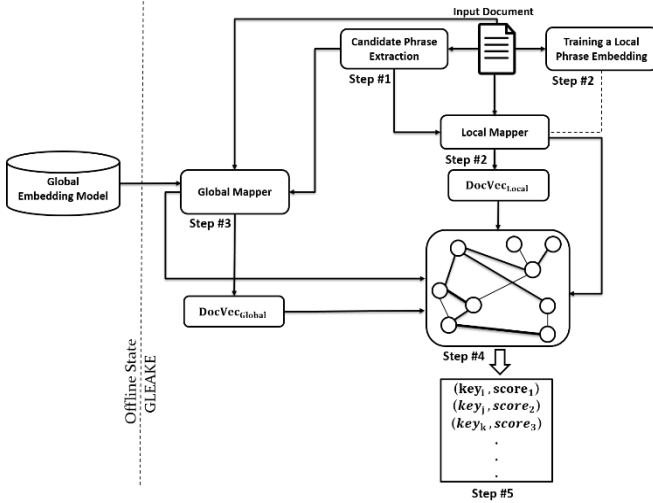 Input Document
Candidate Phrase
Extraction
Training a Local
Phrase Embedding
Step #1
Step #2
Local Mapper
Step #2
Global
Embedding Model
Global Mapper
Step #3
DocVecLocal
DocVecGlobal
Step #4
Offline State
GLEAKE
(keyi, score1)
(keyj, score2)
(keyk, score3)
.
.
.
Step #5